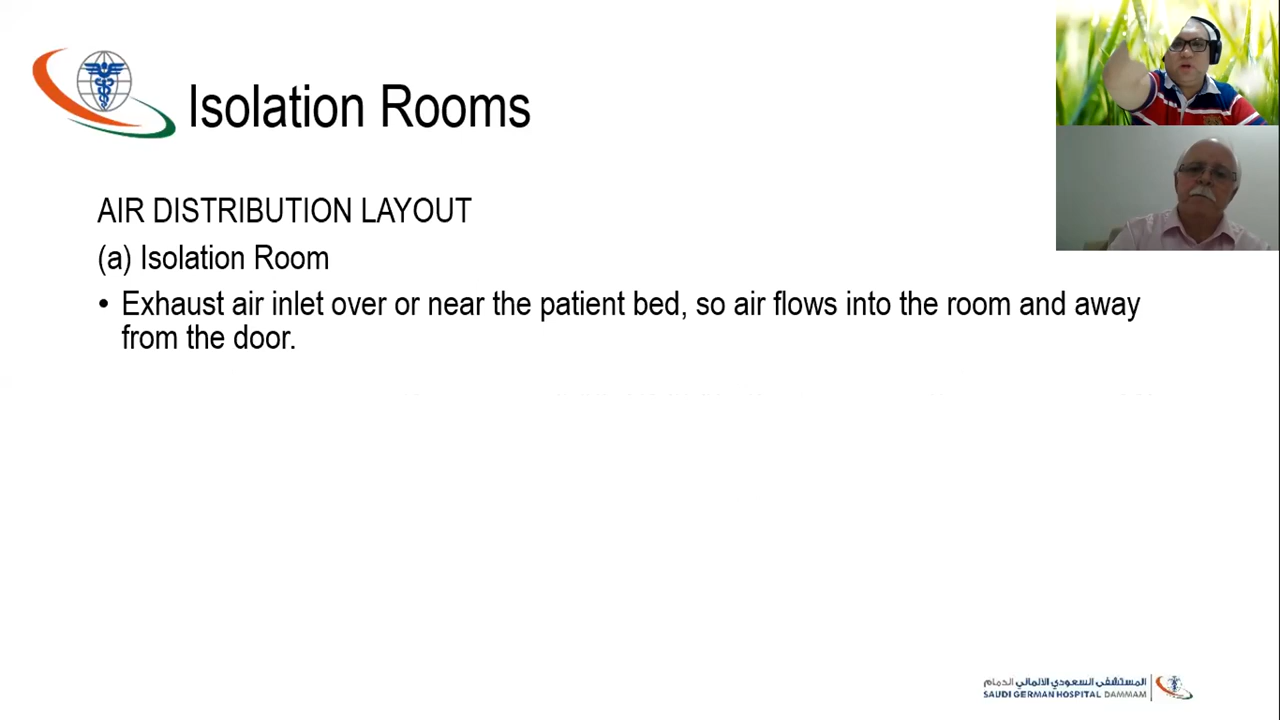 Isolation Rooms
AIR DISTRIBUTION LAYOUT
(a) Isolation Room
• Exhaust air inlet over or near the patient bed, so air flows into the room and away
from the door.
المستشفى السعودي الألماني الدمام
SAUDI GERMAN HOSPITAL DAMMAM